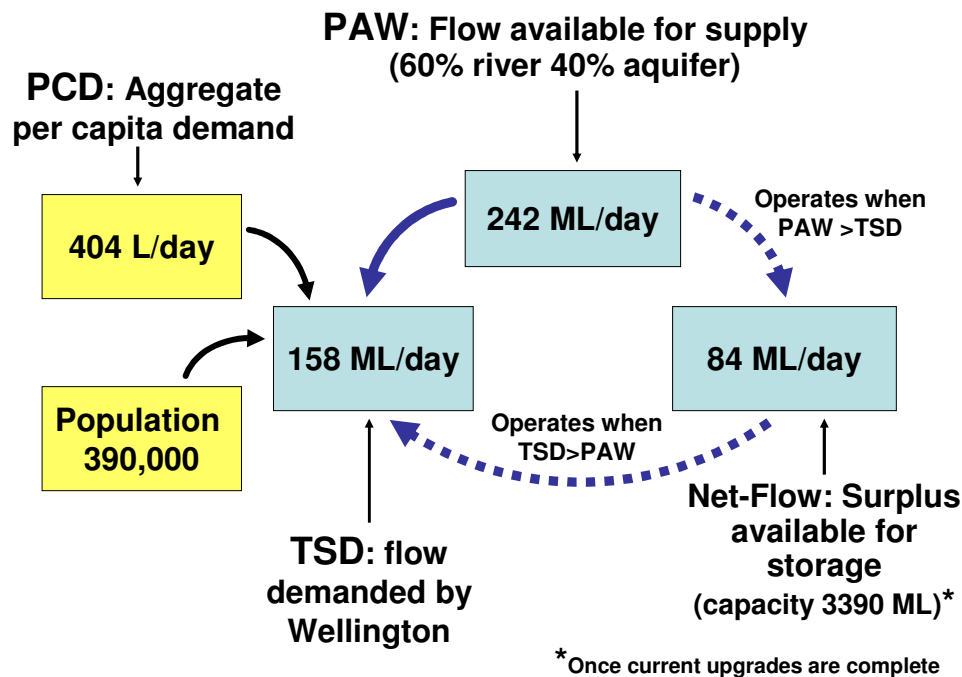 PAW: Flow available for supply
(60% river 40% aquifer)
PCD: Aggregate
per capita demand
404 L/day
242 ML/day
Operates when
PAW >TSD
158 ML/day
84 ML/day
Population
390,000
Operates when
TSD>PAW
TSD: flow
demanded by
Wellington
Net-Flow: Surplus
available for
storage
(capacity 3390 ML)*
*Once current upgrades are complete